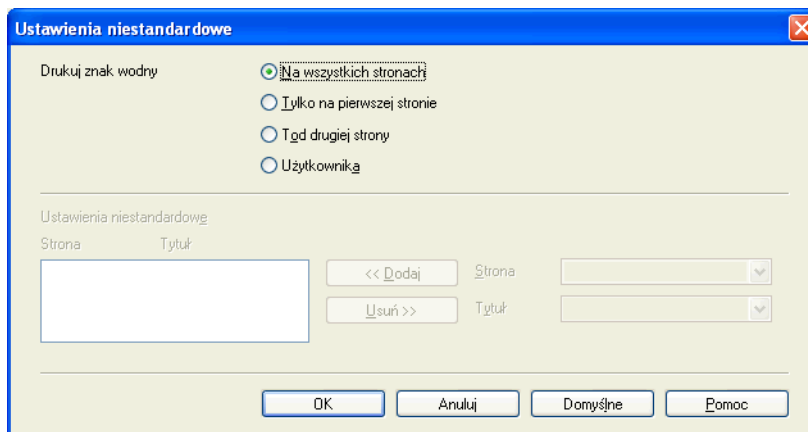 Ustawienia niestandardowe
Drukuj znak wodny
Na wszystkich stronach
Tylko na pierwszej stronie
Tod drugiej strony
Użytkownika
Ustawienia niestandardowe
Strona Tytuł
<< Dodaj Strona
Usuń >> Tytuł
OK Anuluj Domyślne Pomoc